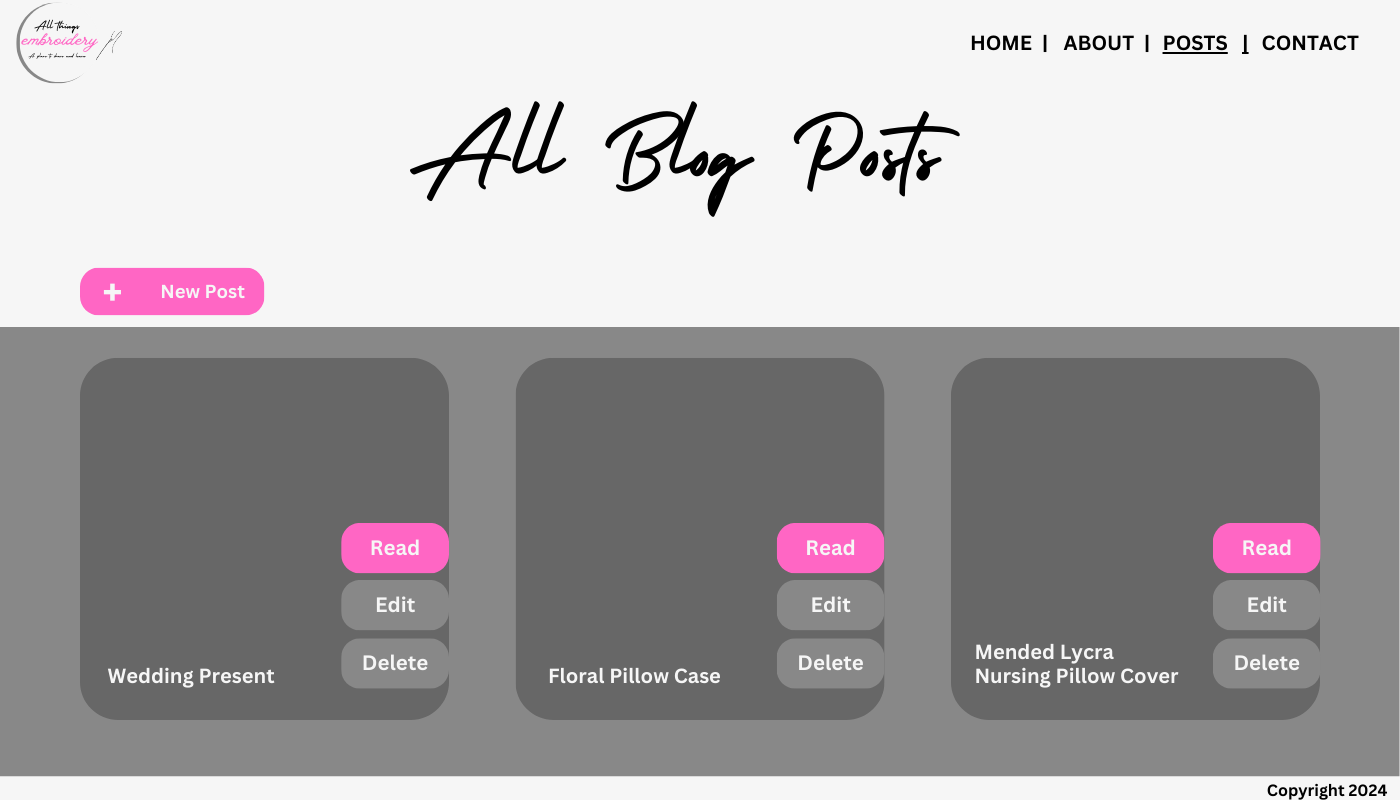 All things
embroidery
A place to share and learn
HOME | ABOUT | POSTS | CONTACT
All Blog Posts
+ New Post
Read
Edit
Delete
Wedding Present
Read
Edit
Delete
Floral Pillow Case
Read
Edit
Delete
Mended Lycra
Nursing Pillow Cover
Copyright 2024